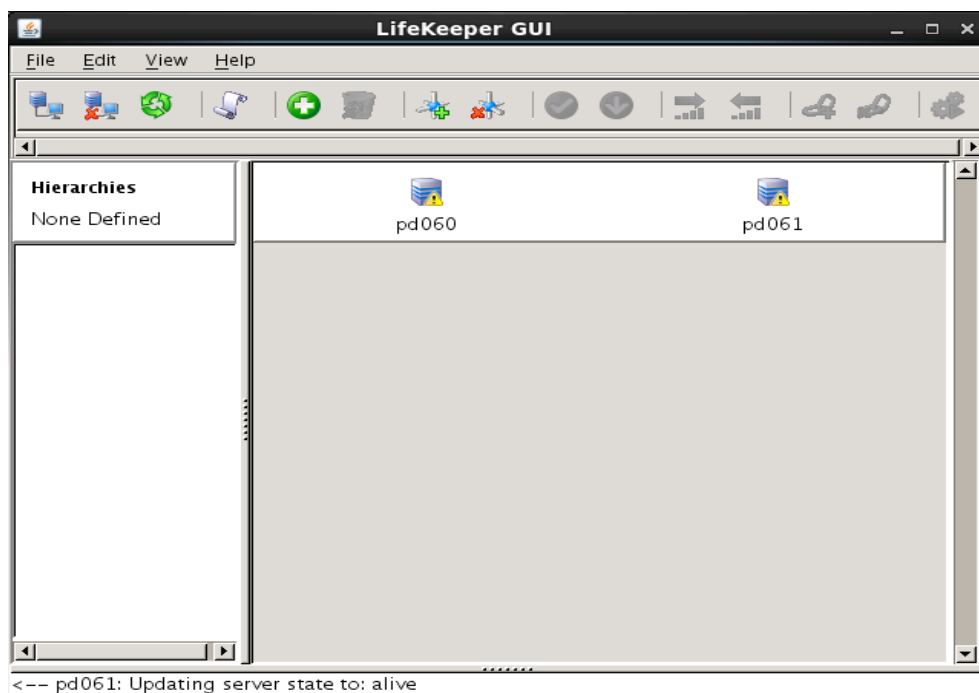 LifeKeeper GUI
File Edit View Help
Hierarchies
None Defined
pd060 pd061
<-- pd061: Updating server state to: alive